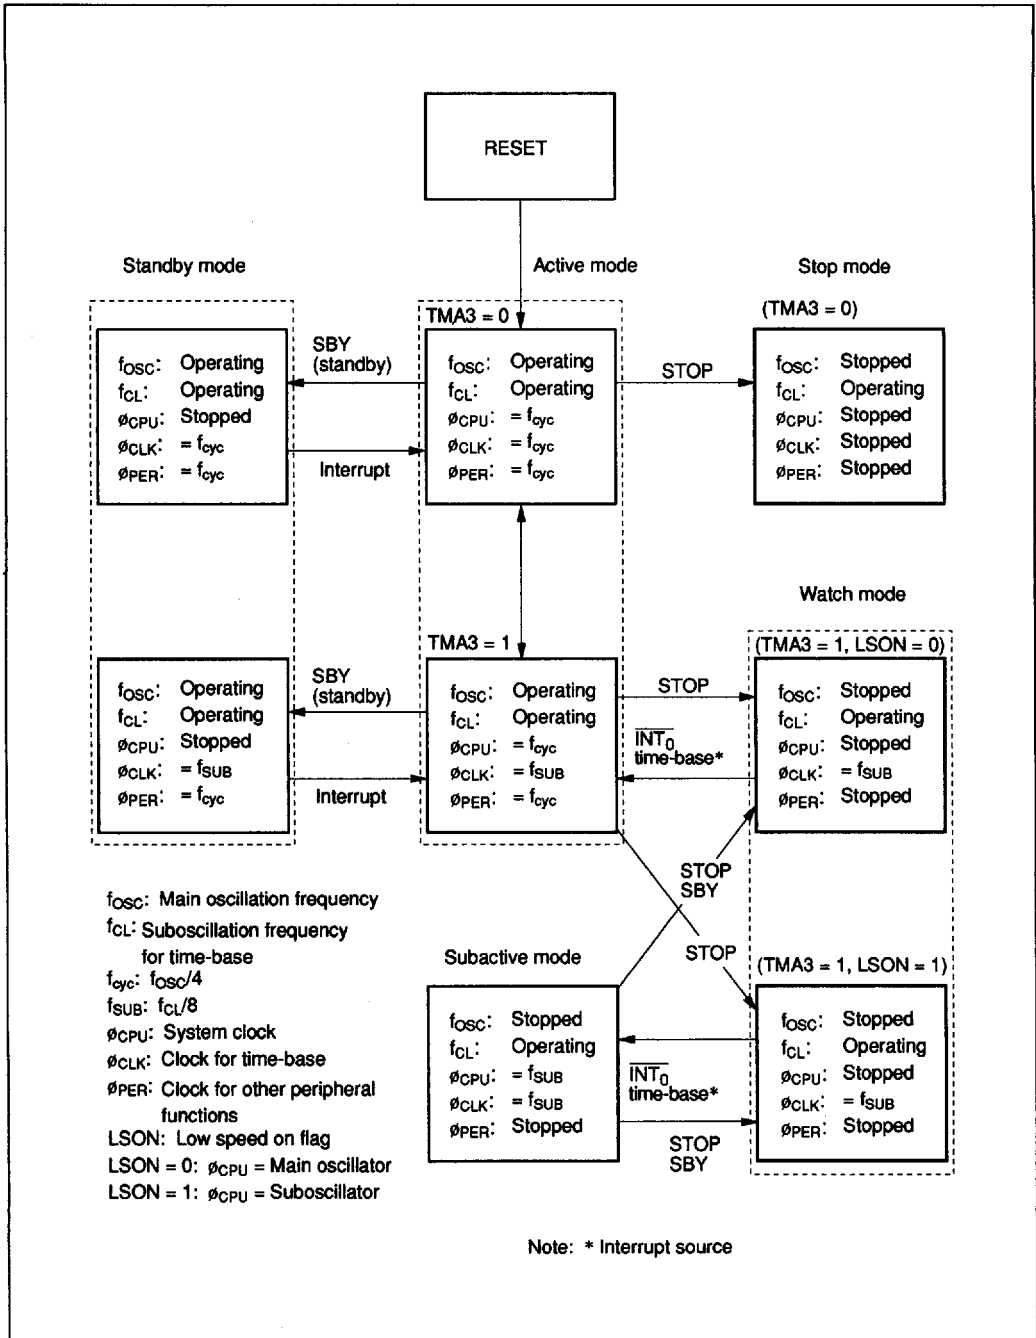 RESET
Standby mode
Active mode
Stop mode
TMA3 = 0
(TMA3 = 0)
fOSC: Operating
fCL: Operating
øCPU: Stopped
øCLK: = fcyc
øPER: = fcyc
SBY
(standby)
Interrupt
fOSC: Operating
fCL: Operating
øCPU: = fcyc
øCLK: = fcyc
øPER: = fcyc
STOP
fOSC: Stopped
fCL: Operating
øCPU: Stopped
øCLK: Stopped
øPER: Stopped
Watch mode
TMA3 = 1
(TMA3 = 1, LSON = 0)
fOSC: Operating
fCL: Operating
øCPU: Stopped
øCLK: = fSUB
øPER: = fcyc
SBY
(standby)
Interrupt
fOSC: Operating
fCL: Operating
øCPU: = fcyc
øCLK: = fSUB
øPER: = fcyc
STOP
I̅N̅T̅₀̅
time-base*
fOSC: Stopped
fCL: Operating
øCPU: Stopped
øCLK: = fSUB
øPER: Stopped
STOP
SBY
STOP
fOSC: Main oscillation frequency
fCL: Suboscillation frequency
for time-base
fcyc: fOSC/4
fSUB: fCL/8
øCPU: System clock
øCLK: Clock for time-base
øPER: Clock for other peripheral
functions
LSON: Low speed on flag
LSON = 0: øCPU = Main oscillator
LSON = 1: øCPU = Suboscillator
Subactive mode
(TMA3 = 1, LSON = 1)
fOSC: Stopped
fCL: Operating
øCPU: = fSUB
øCLK: = fSUB
øPER: Stopped
I̅N̅T̅₀̅
time-base*
STOP
SBY
fOSC: Stopped
fCL: Operating
øCPU: Stopped
øCLK: = fSUB
øPER: Stopped
Note: * Interrupt source